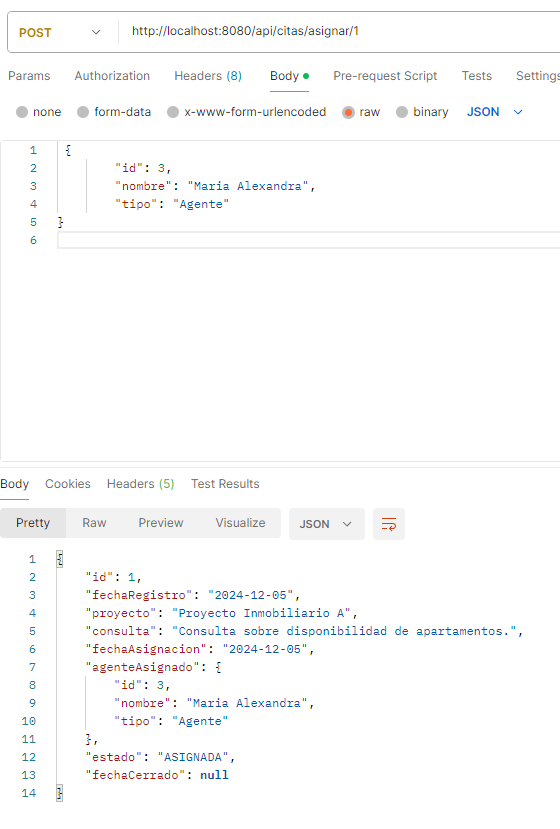 POST http://localhost:8080/api/citas/asignar/1
Params Authorization Headers (8) Body Pre-request Script Tests Settings
none form-data x-www-form-urlencoded raw binary JSON
1 {
2 "id": 3,
3 "nombre": "Maria Alexandra",
4 "tipo": "Agente"
5 }
6
Body Cookies Headers (5) Test Results
Pretty Raw Preview Visualize JSON
1 {
2 "id": 1,
3 "fechaRegistro": "2024-12-05",
4 "proyecto": "Proyecto Inmobiliario A",
5 "consulta": "Consulta sobre disponibilidad de apartamentos.",
6 "fechaAsignacion": "2024-12-05",
7 "agenteAsignado": {
8 "id": 3,
9 "nombre": "Maria Alexandra",
10 "tipo": "Agente"
11 },
12 "estado": "ASIGNADA",
13 "fechaCerrado": null
14 }